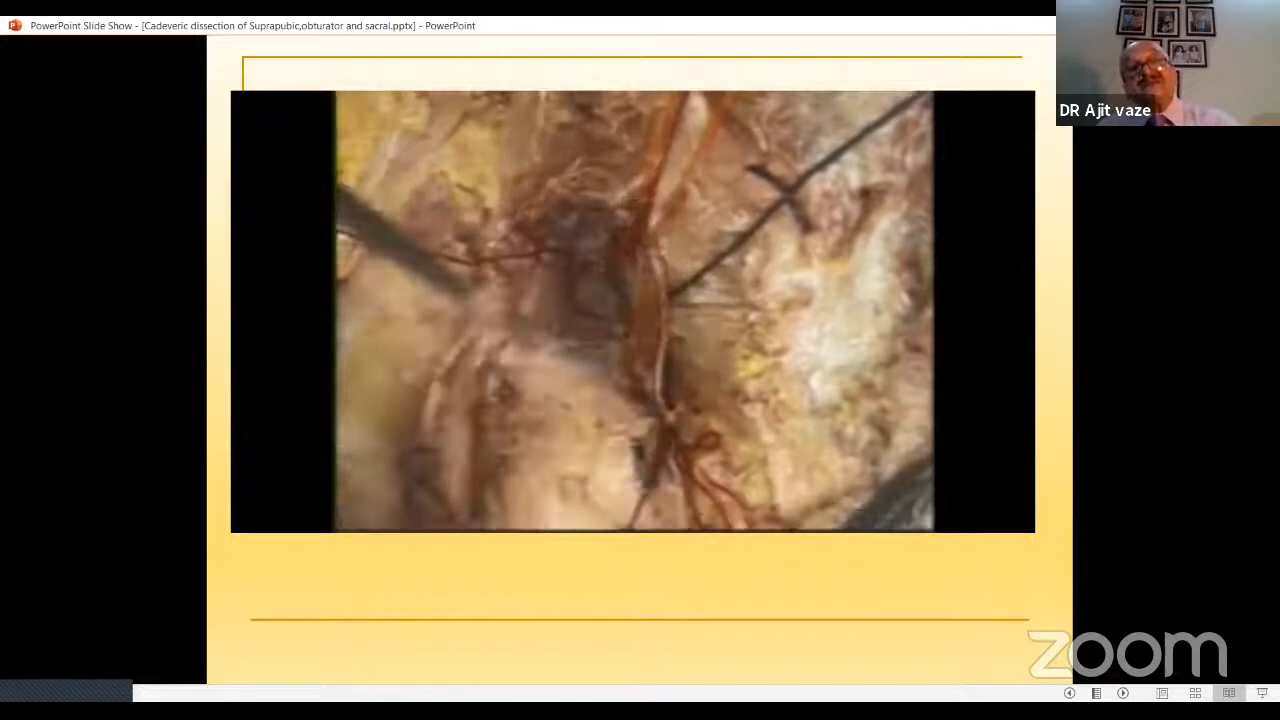 PowerPoint Slide Show - [Cadeveric dissection of Suprapubic,obturator and sacral.pptx] - PowerPoint
DR Ajit vaze
zoom